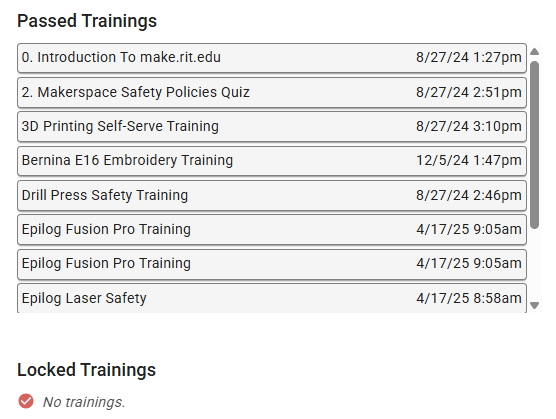 Passed Trainings
0. Introduction To make.rit.edu 8/27/24 1:27pm
2. Makerspace Safety Policies Quiz 8/27/24 2:51pm
3D Printing Self-Serve Training 8/27/24 3:10pm
Bernina E16 Embroidery Training 12/5/24 1:47pm
Drill Press Safety Training 8/27/24 2:46pm
Epilog Fusion Pro Training 4/17/25 9:05am
Epilog Fusion Pro Training 4/17/25 9:05am
Epilog Laser Safety 4/17/25 8:58am
Locked Trainings
No trainings.